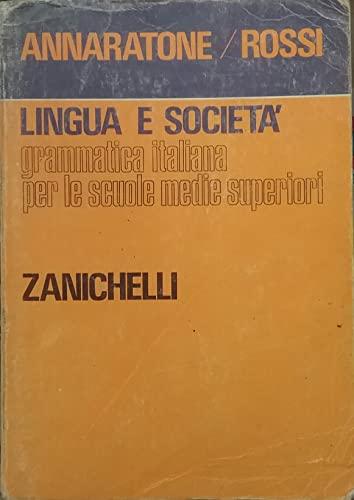 ANNARATONE / ROSSI
LINGUA E SOCIETA'
grammatica italiana
per le scuole medie superiori
ZANICHELLI